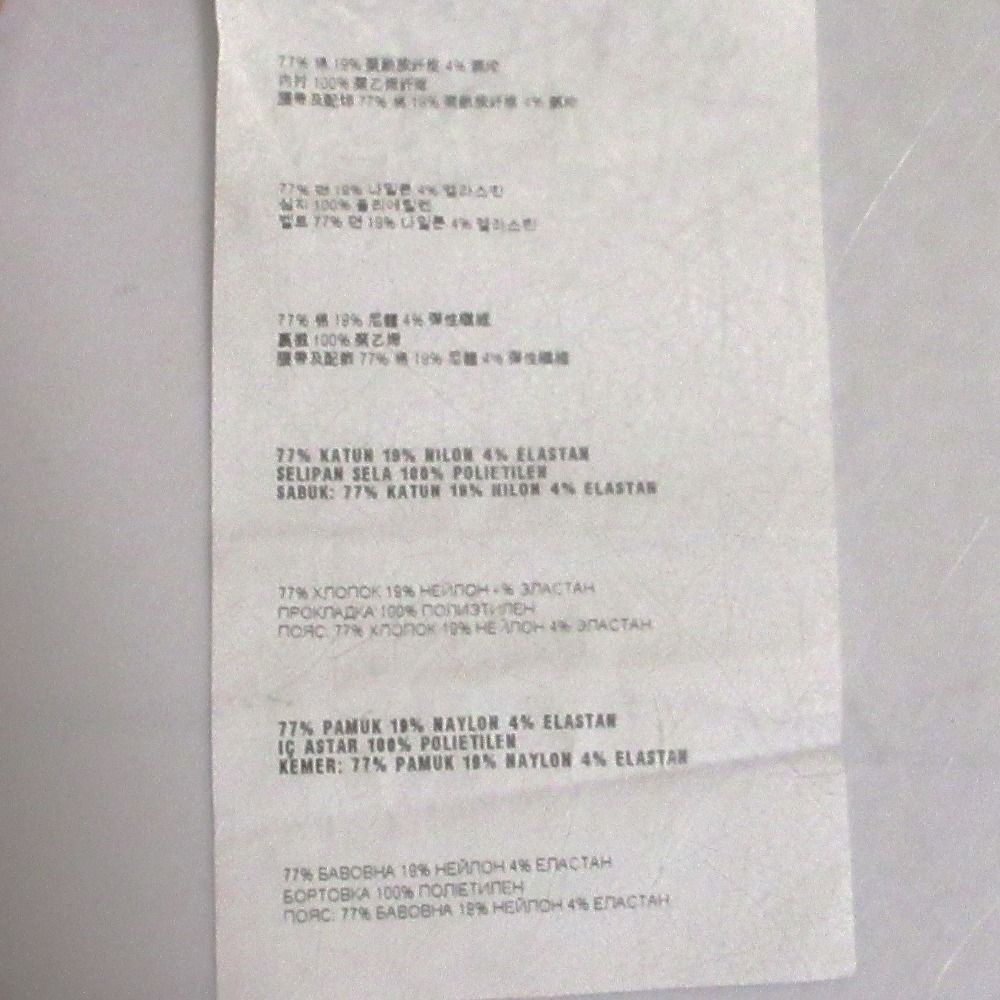 77% 棉 19% 聚酰胺纤维 4% 氨纶
内衬 100% 聚乙烯纤维
腰带及配饰 77% 棉 19% 聚酰胺纤维 4% 氨纶
77% 면 19% 나일론 4% 엘라스틴
심지 100% 폴리에틸렌
벨트 77% 면 19% 나일론 4% 엘라스틴
77% 棉 19% 尼龍 4% 彈性纖維
裏襯 100% 聚乙烯
腰帶及配飾 77% 棉 19% 尼龍 4% 彈性纖維
77% KATUN 19% NILON 4% ELASTAN
SELIPAN SELA 100% POLIETILEN
SABUK: 77% KATUN 19% NILON 4% ELASTAN
77% ХЛОПОК 19% НЕЙЛОН 4% ЭЛАСТАН
ПРОКЛАДКА 100% ПОЛИЭТИЛЕН
ПОЯС: 77% ХЛОПОК 19% НЕЙЛОН 4% ЭЛАСТАН
77% PAMUK 19% NAYLON 4% ELASTAN
IÇ ASTAR 100% POLIETILEN
KEMER: 77% PAMUK 19% NAYLON 4% ELASTAN
77% БАВОВНА 19% НЕЙЛОН 4% ЕЛАСТАН
БОРТОВКА 100% ПОЛІЕТИЛЕН
ПОЯС: 77% БАВОВНА 19% НЕЙЛОН 4% ЕЛАСТАН